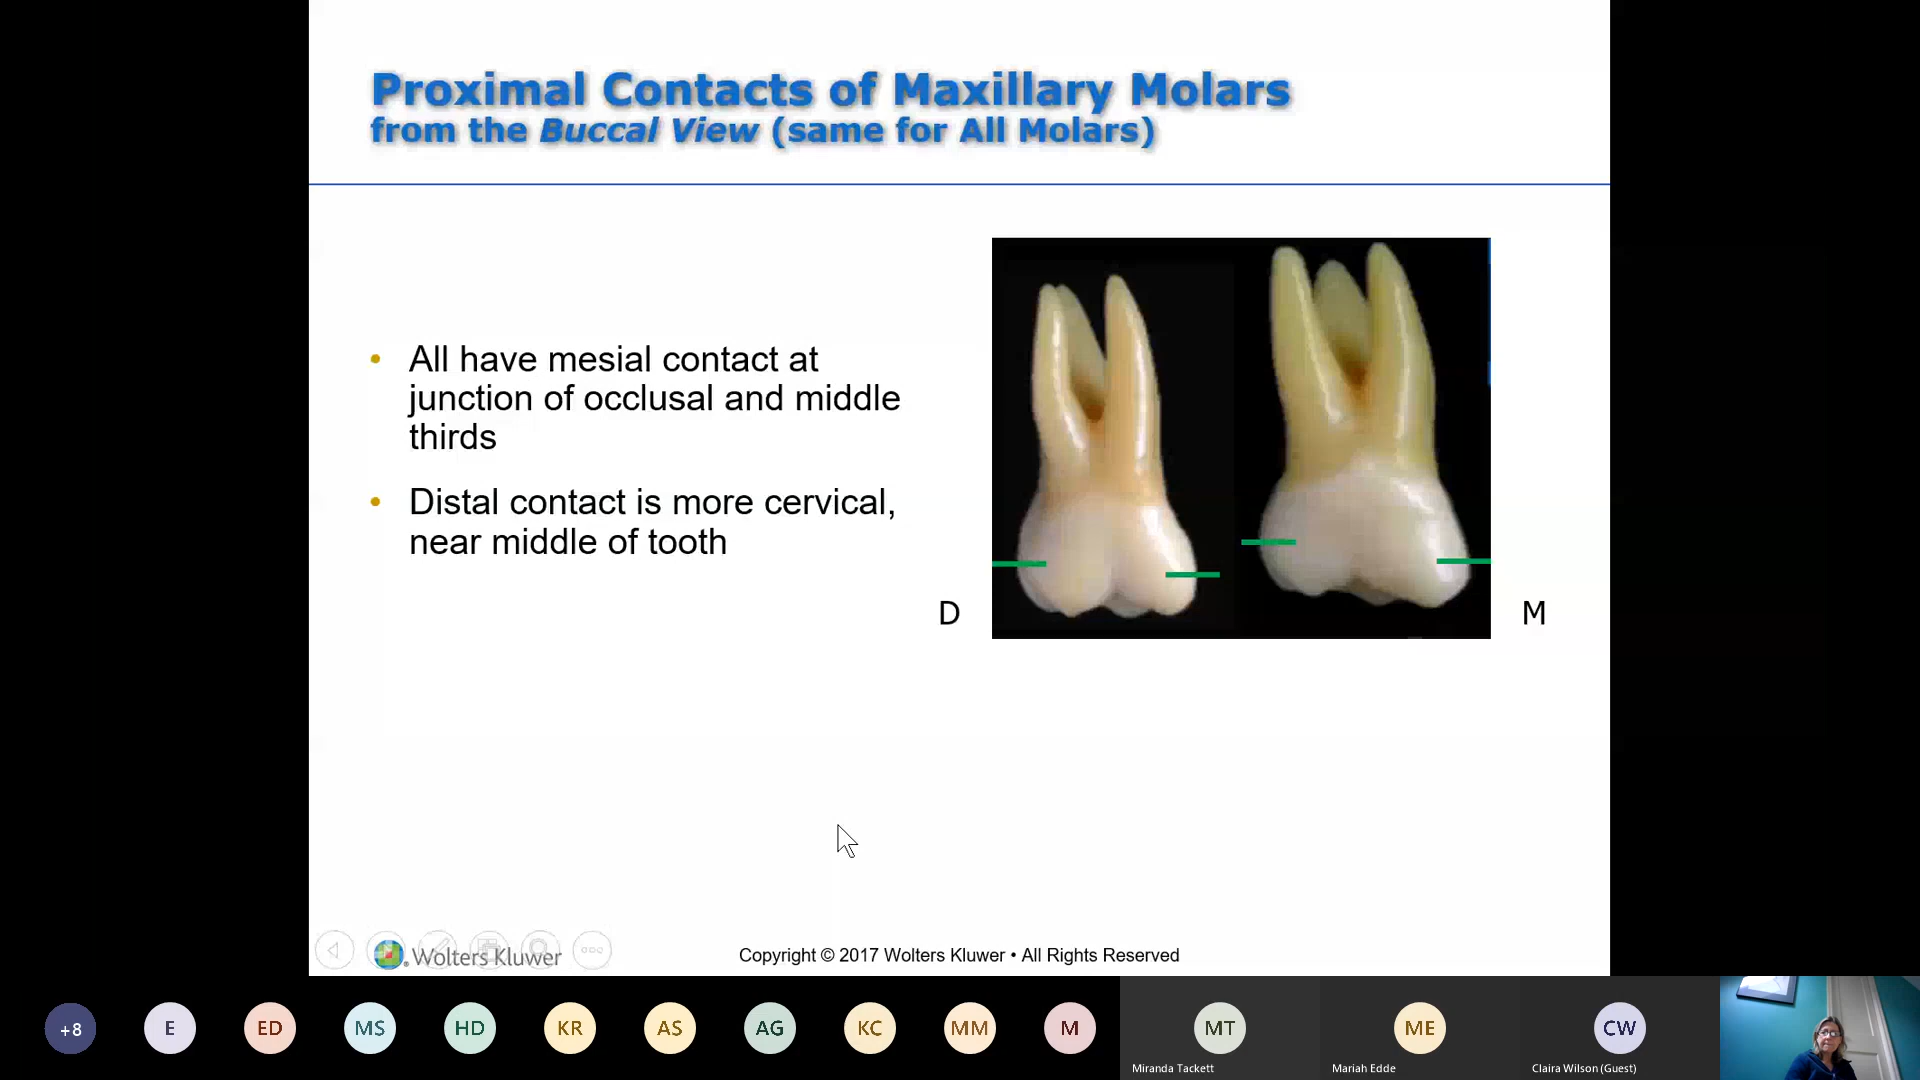 Proximal Contacts of Maxillary Molars
from the Buccal View (same for All Molars)
• All have mesial contact at
junction of occlusal and middle
thirds
• Distal contact is more cervical,
near middle of tooth
D
M
Wolters Kluwer
Copyright © 2017 Wolters Kluwer • All Rights Reserved
+8
E
ED
MS
HD
KR
AS
AG
KC
MM
M
MT
ME
CW
Miranda Tackett
Mariah Edde
Claira Wilson (Guest)